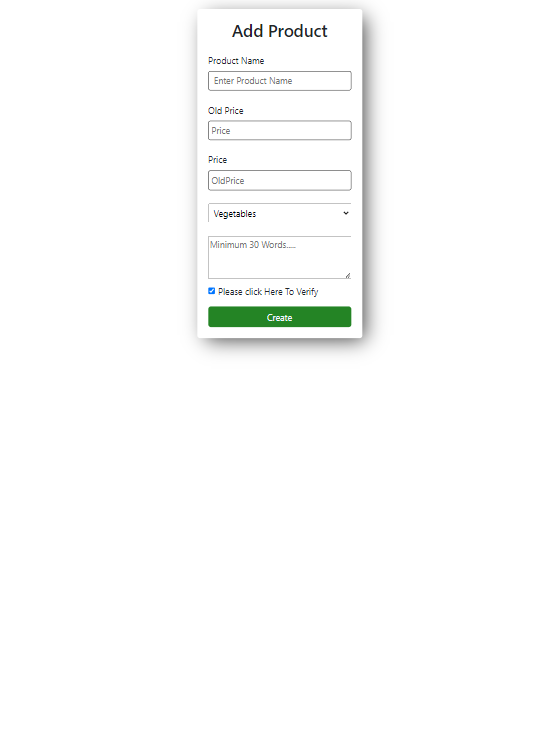 Add Product
Product Name
Enter Product Name
Old Price
Price
Price
OldPrice
Vegetables
Minimum 30 Words.....
Please click Here To Verify
Create